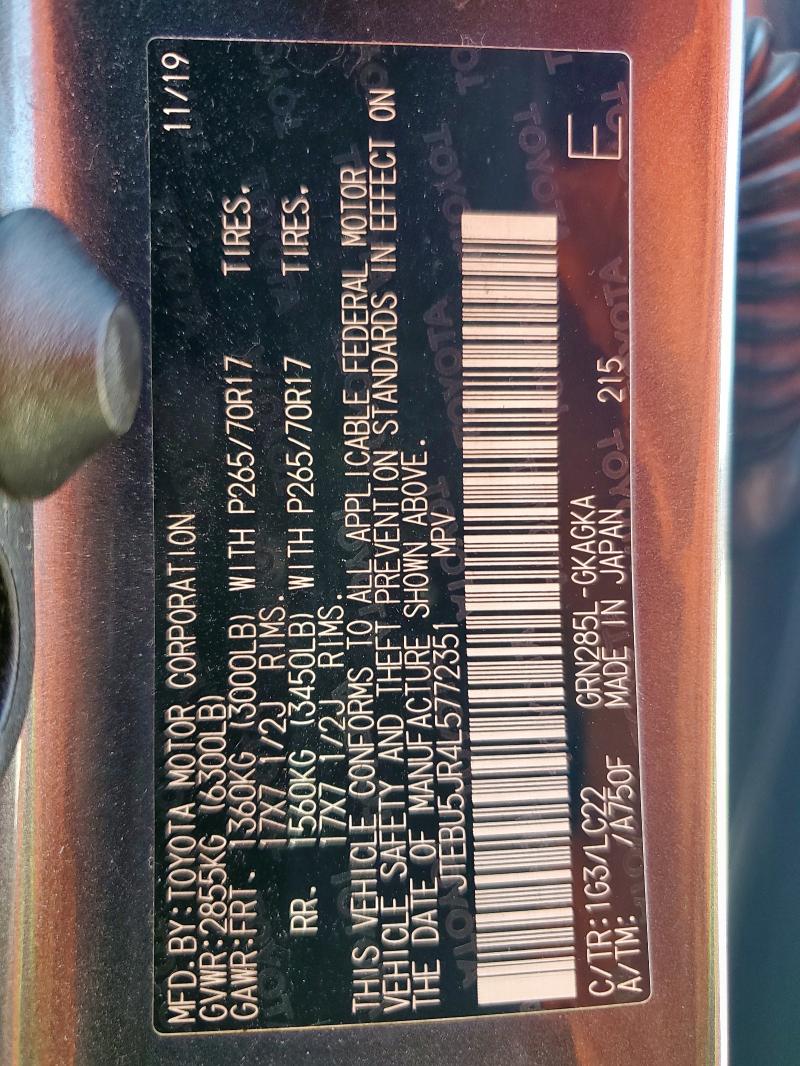 MFD. BY: TOYOTA MOTOR CORPORATION 11/19
GVWR: 2855KG (6300LB)
GAWR: FRT. 1360KG (3000LB) WITH P265/70R17 TIRES.
17X7 1/2J RIMS.
RR. 1560KG (3450LB) WITH P265/70R17 TIRES.
17X7 1/2J RIMS.
THIS VEHICLE CONFORMS TO ALL APPLICABLE FEDERAL MOTOR
VEHICLE SAFETY AND THEFT PREVENTION STANDARDS IN EFFECT ON
THE DATE OF MANUFACTURE SHOWN ABOVE.
JTEBU5JR4L5772351 MPV
C/TR: 1G3/LC22 GRN285L-GKAGKA
A/TM: /A750F MADE IN JAPAN 215 E